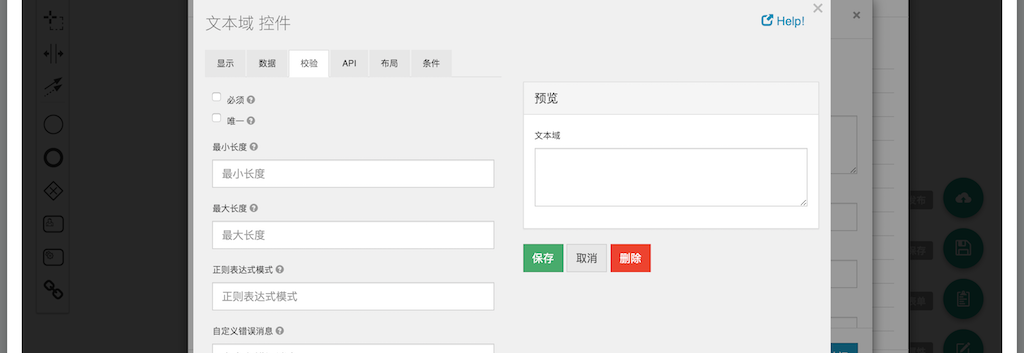 文本域 控件
Help!
显示 数据 校验 API 布局 条件
必须
唯一
最小长度
最小长度
最大长度
最大长度
正则表达式模式
正则表达式模式
自定义错误消息
预览
文本域
保存 取消 删除